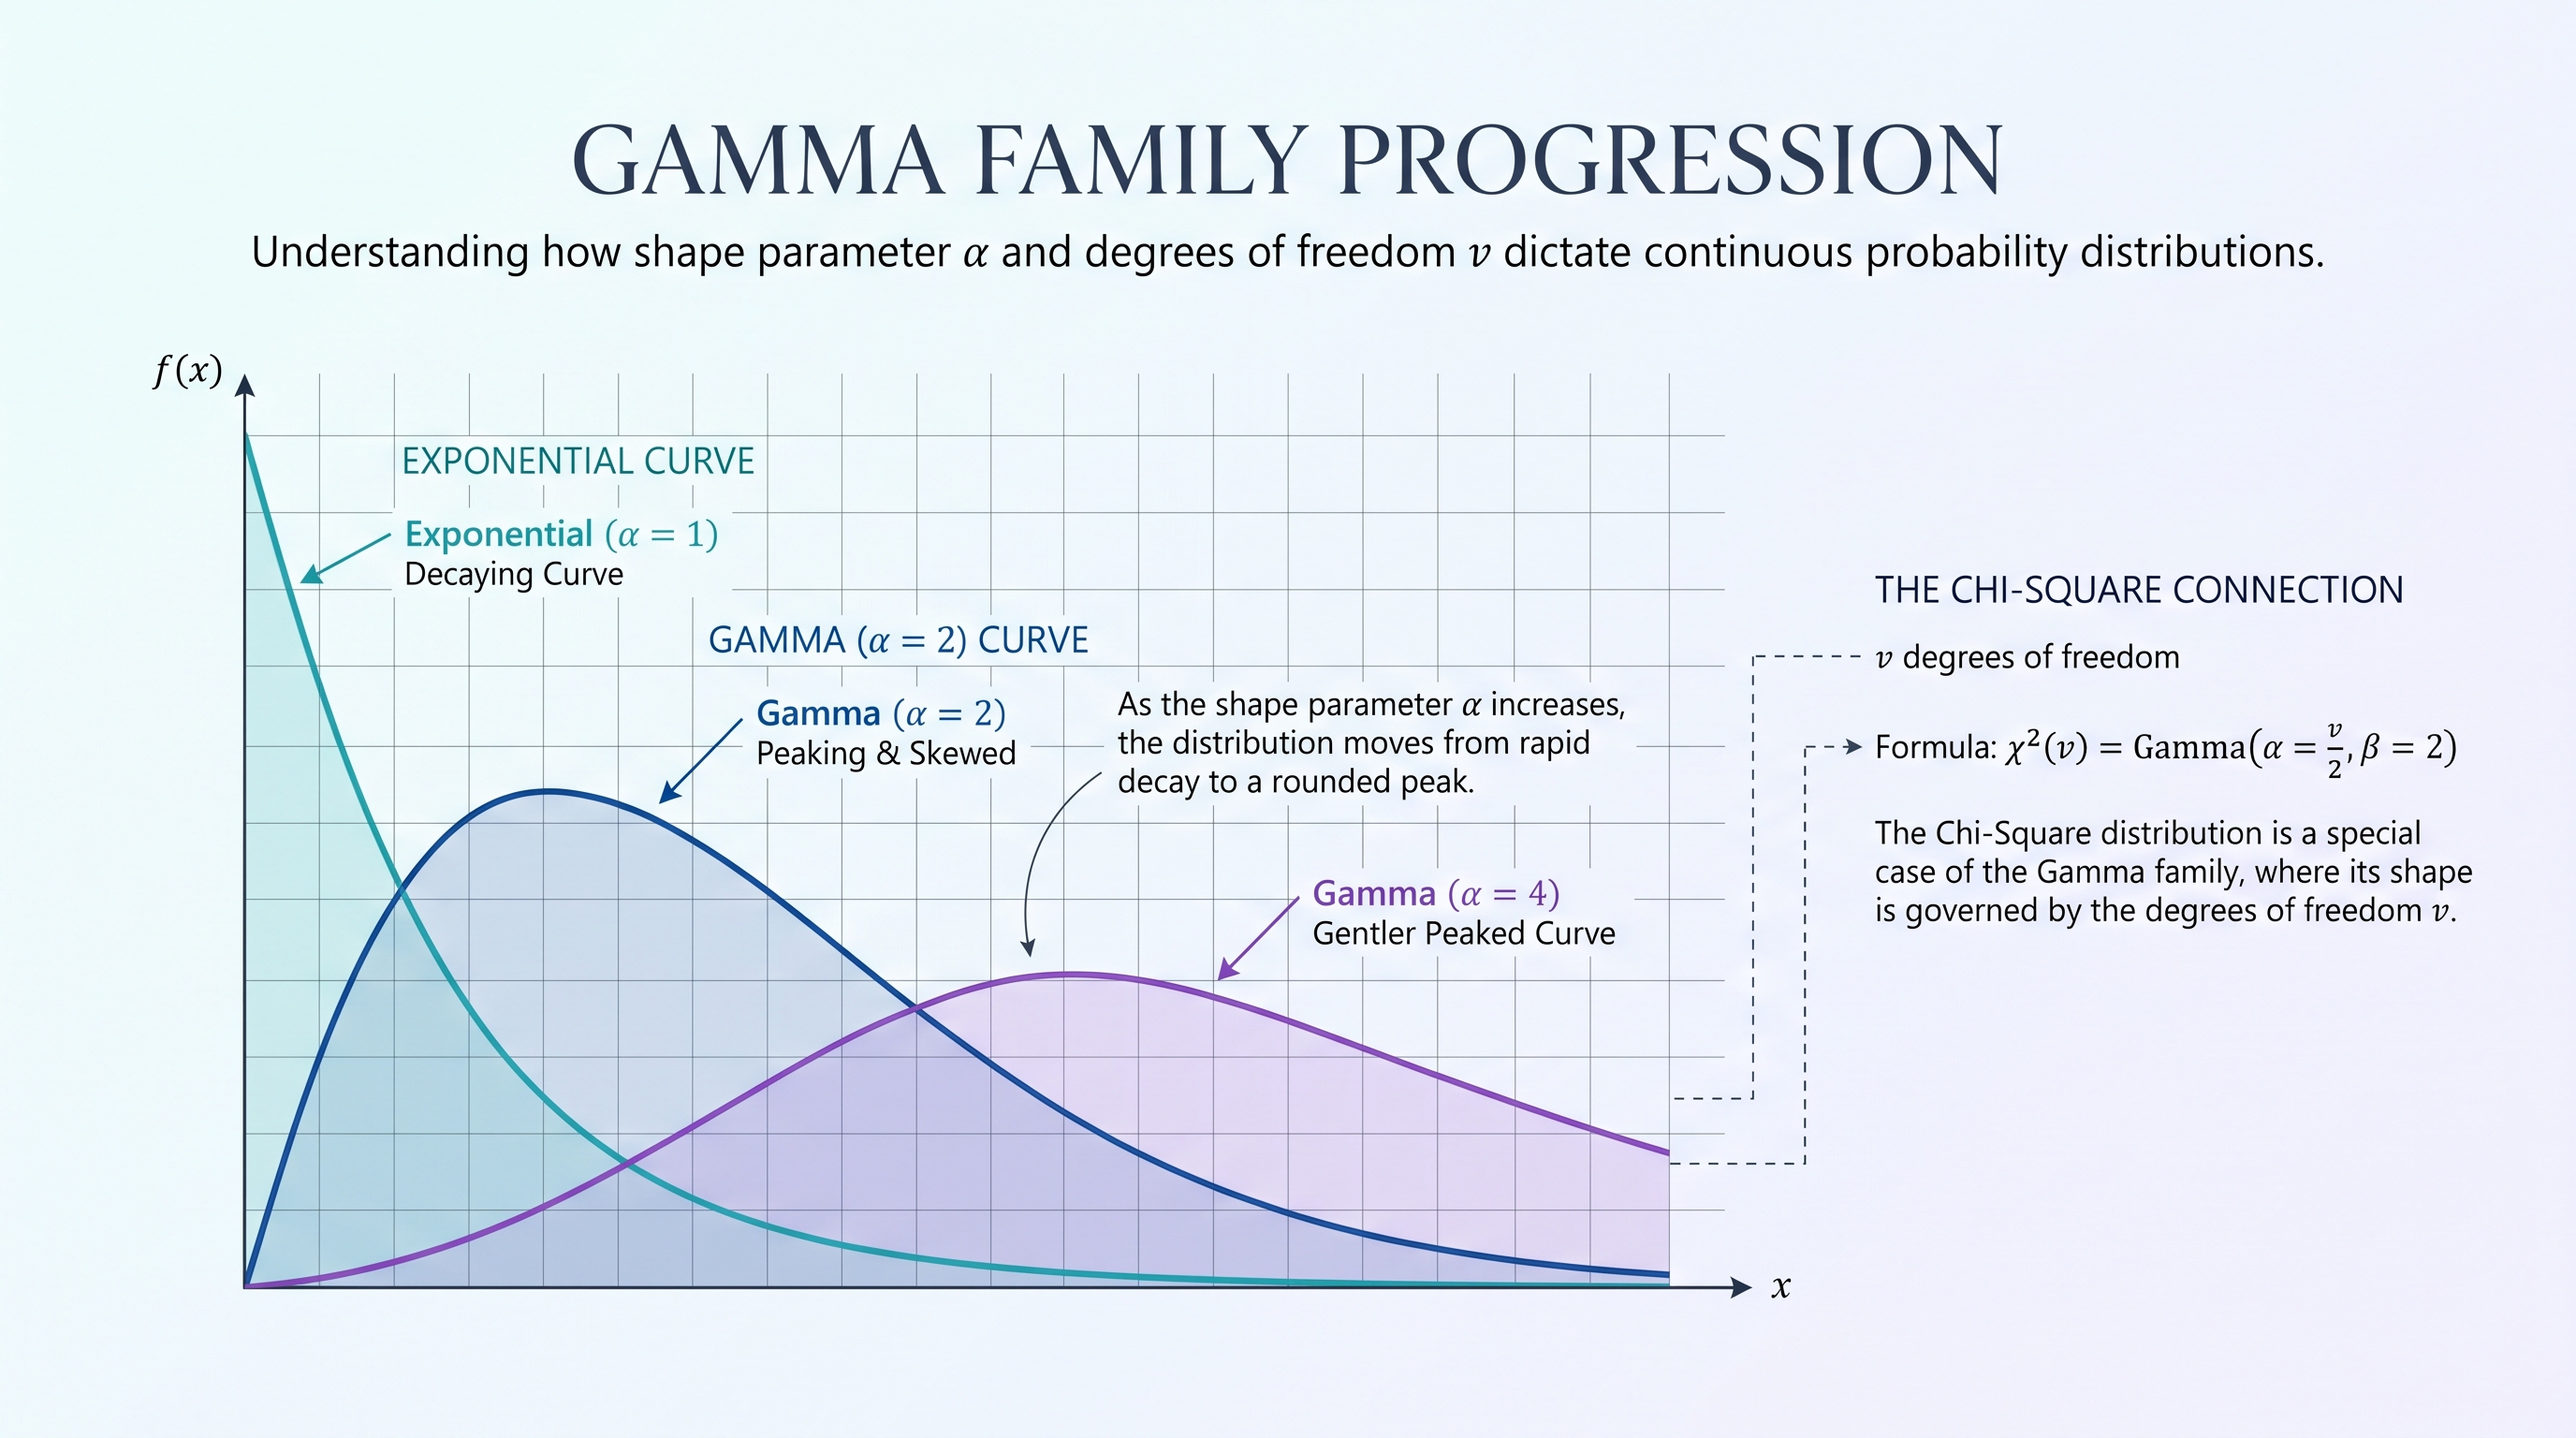 GAMMA FAMILY PROGRESSION
Understanding how shape parameter α and degrees of freedom v dictate continuous probability distributions.
f(x)
EXPONENTIAL CURVE
Exponential (α = 1)
Decaying Curve
GAMMA (α = 2) CURVE
Gamma (α = 2)
Peaking & Skewed
As the shape parameter α increases,
the distribution moves from rapid
decay to a rounded peak.
Gamma (α = 4)
Gentler Peaked Curve
x
THE CHI-SQUARE CONNECTION
v degrees of freedom
Formula: χ²(v) = Gamma(α = v/2, β = 2)
The Chi-Square distribution is a special
case of the Gamma family, where its shape
is governed by the degrees of freedom v.